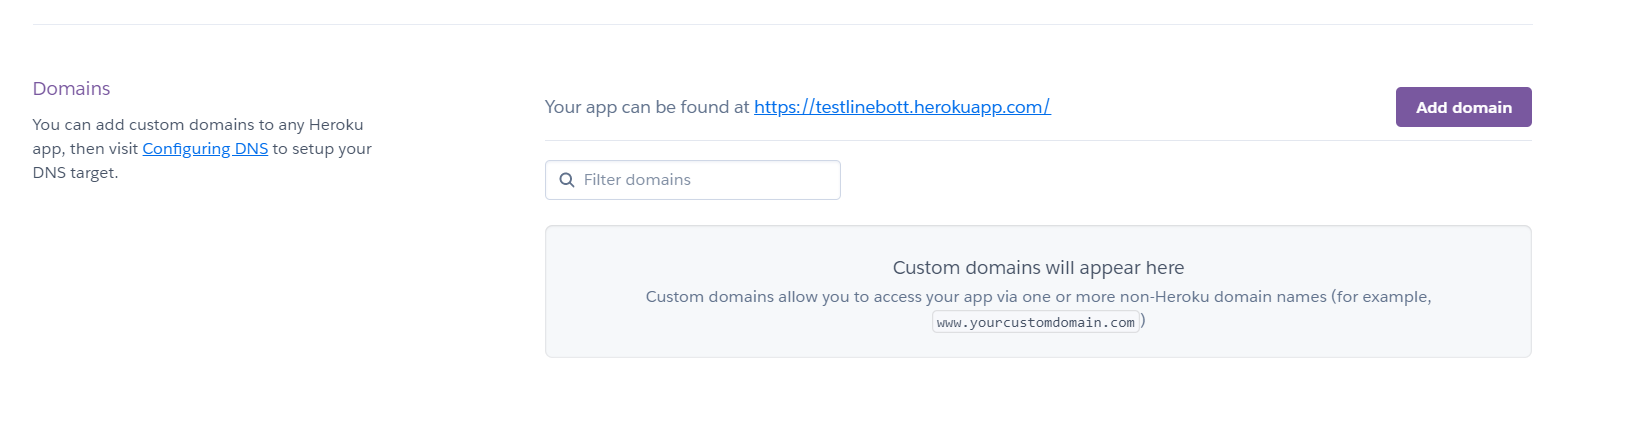 Domains
You can add custom domains to any Heroku
app, then visit Configuring DNS to setup your
DNS target.
Your app can be found at https://testlinebott.herokuapp.com/
Add domain
Filter domains
Custom domains will appear here
Custom domains allow you to access your app via one or more non-Heroku domain names (for example,
www.yourcustomdomain.com)